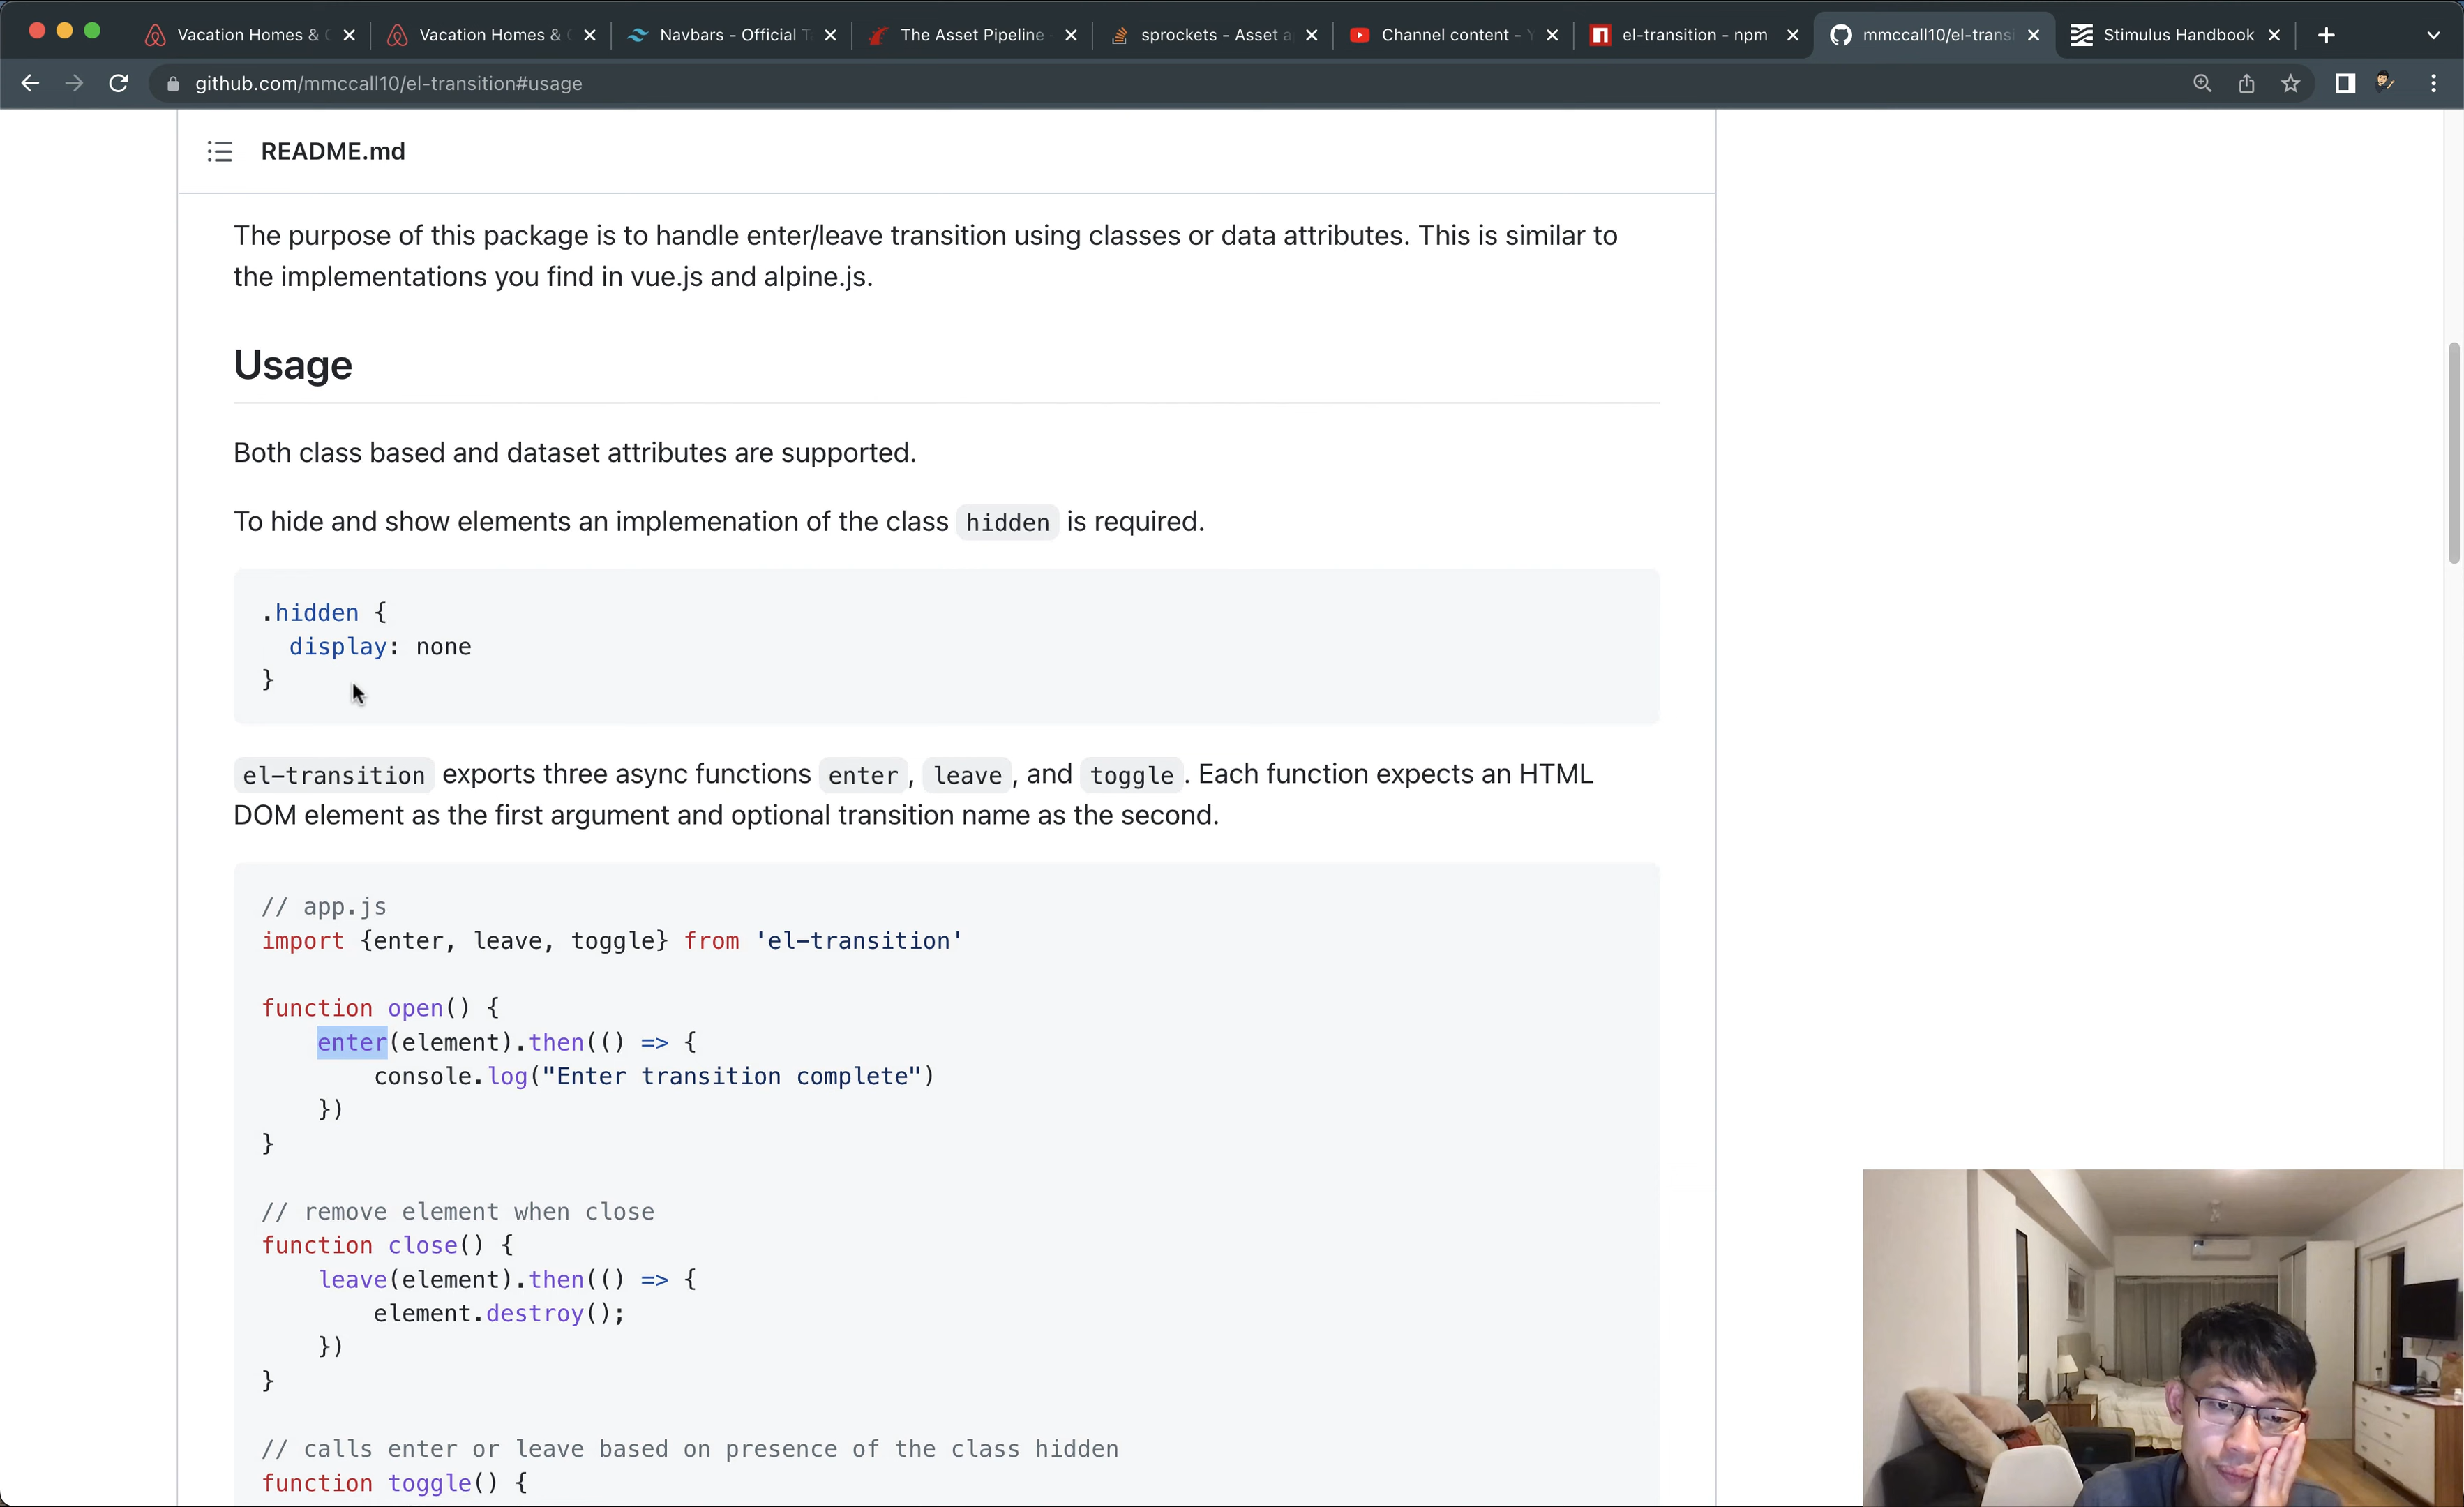 Vacation Homes &
Vacation Homes &
Navbars - Official T
The Asset Pipeline
sprockets - Asset a
Channel content -
el-transition - npm
mmccall10/el-trans
Stimulus Handbook
github.com/mmccall10/el-transition#usage
README.md
The purpose of this package is to handle enter/leave transition using classes or data attributes. This is similar to
the implementations you find in vue.js and alpine.js.
Usage
Both class based and dataset attributes are supported.
To hide and show elements an implemenation of the class hidden is required.
.hidden {
  display: none
}
el-transition exports three async functions enter, leave, and toggle. Each function expects an HTML
DOM element as the first argument and optional transition name as the second.
// app.js
import {enter, leave, toggle} from 'el-transition'
function open() {
    enter(element).then(() => {
        console.log("Enter transition complete")
    })
}
// remove element when close
function close() {
    leave(element).then(() => {
        element.destroy();
    })
}
// calls enter or leave based on presence of the class hidden
function toggle() {